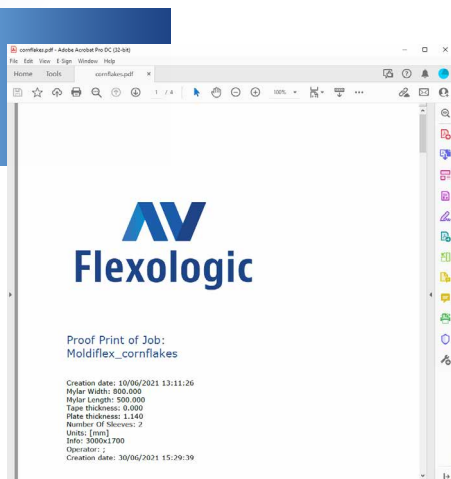 cornflakes.pdf - Adobe Acrobat Pro DC (32-bit)
File Edit View E-Sign Window Help
Home Tools cornflakes.pdf ×
1 / 4 100%
Flexologic
Proof Print of Job:
Moldiflex_cornflakes
Creation date: 10/06/2021 13:11:26
Mylar Width: 800.000
Mylar Length: 500.000
Tape thickness: 0.000
Plate thickness: 1.140
Number Of Sleeves: 2
Units: [mm]
Info: 3000x1700
Operator: ;
Creation date: 30/06/2021 15:29:39